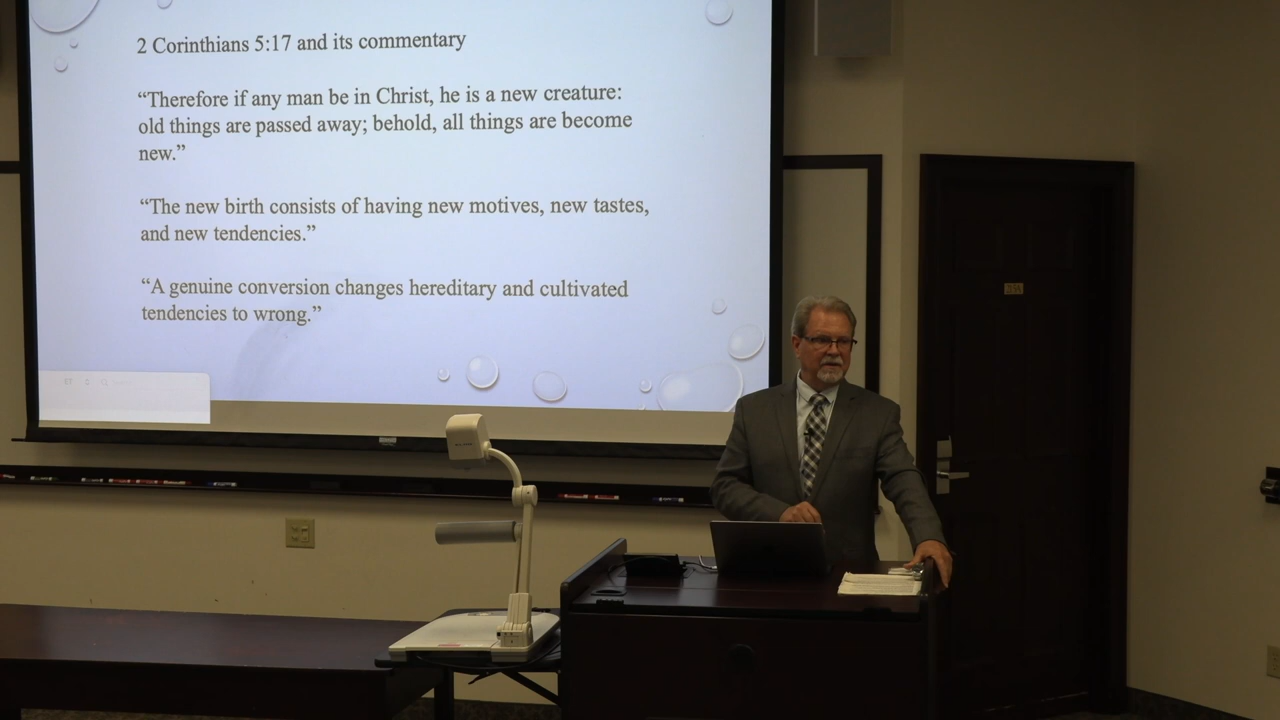 2 Corinthians 5:17 and its commentary
“Therefore if any man be in Christ, he is a new creature:
old things are passed away; behold, all things are become
new.”
“The new birth consists of having new motives, new tastes,
and new tendencies.”
“A genuine conversion changes hereditary and cultivated
tendencies to wrong.”